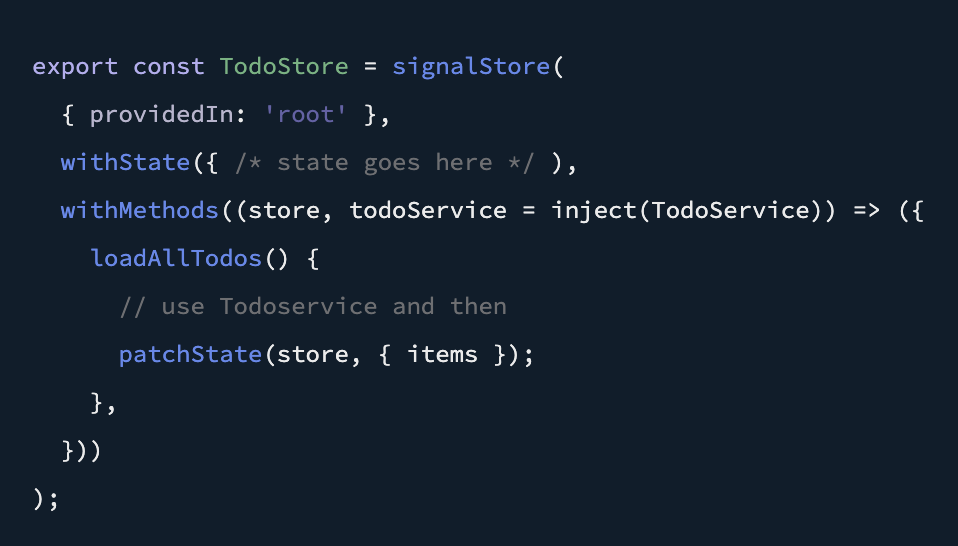 export const TodoStore = signalStore(
  { providedIn: 'root' },
  withState({ /* state goes here */ ),
  withMethods((store, todoService = inject(TodoService)) => ({
    loadAllTodos() {
      // use Todoservice and then
      patchState(store, { items });
    },
  }))
);